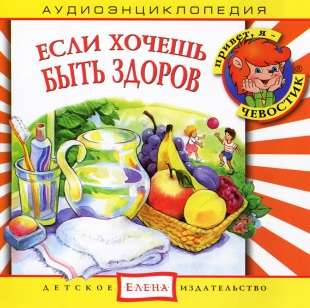 АУДИОЭНЦИКЛОПЕДИЯ
ЕСЛИ ХОЧЕШЬ
БЫТЬ ЗДОРОВ
привет, я -
ЧЕВОСТИК
®
ДЕТСКОЕ Елена ИЗДАТЕЛЬСТВО